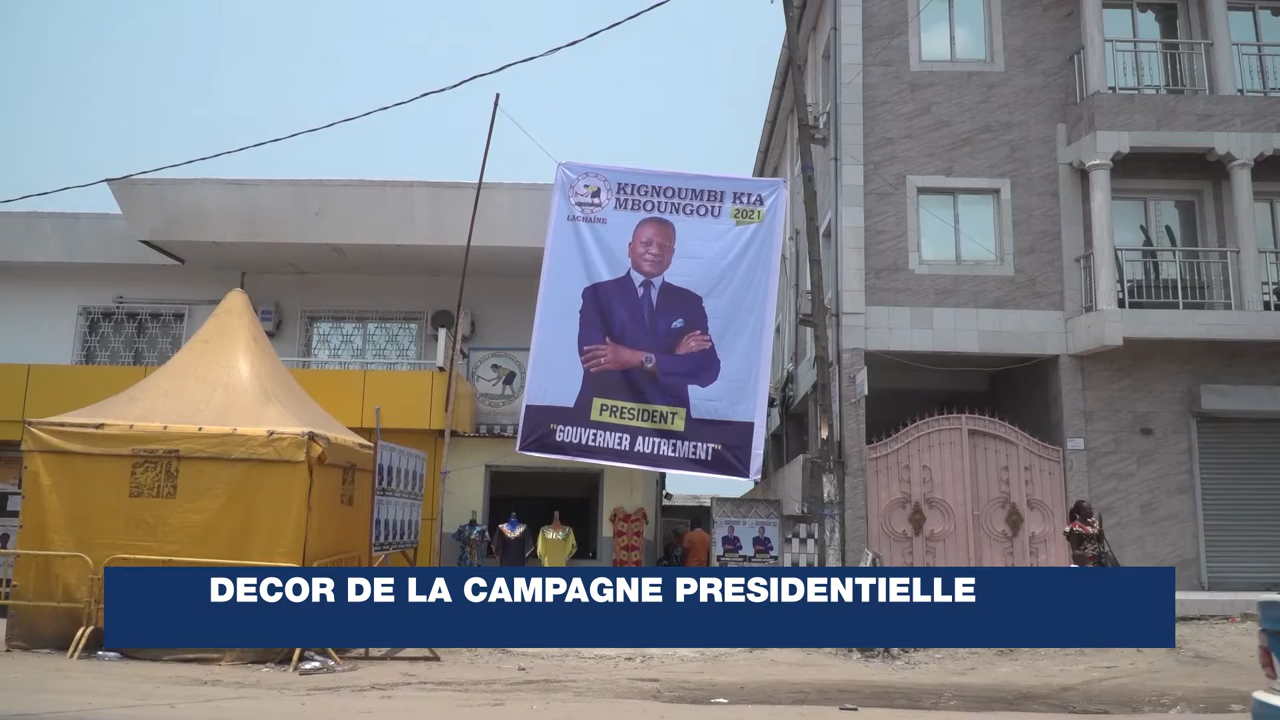 KIGNOUMBI KIA
MBOUNGOU 2021
LACHAINE
PRESIDENT
"GOUVERNER AUTREMENT"
DECOR DE LA CAMPAGNE PRESIDENTIELLE